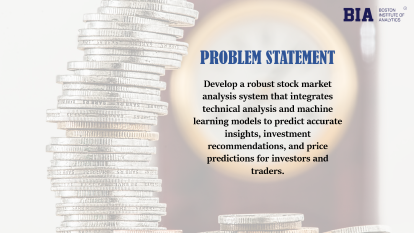 BIA
BOSTON
INSTITUTE OF
ANALYTICS
PROBLEM STATEMENT
Develop a robust stock market
analysis system that integrates
technical analysis and machine
learning models to predict accurate
insights, investment
recommendations, and price
predictions for investors and
traders.